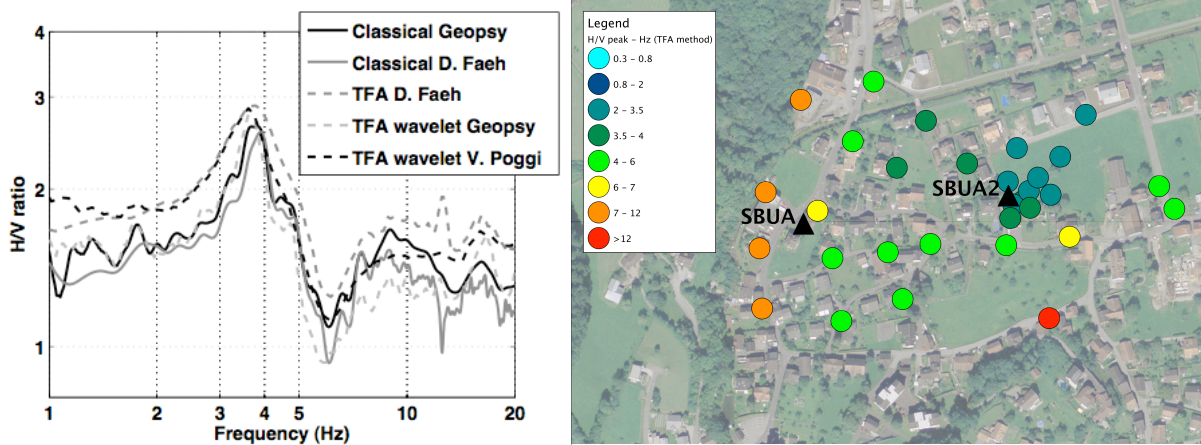 Classical Geopsy
Classical D. Faeh
TFA D. Faeh
TFA wavelet Geopsy
TFA wavelet V. Poggi
4
3
2
1
H/V ratio
1 2 3 4 5 10 20
Frequency (Hz)
Legend
H/V peak - Hz (TFA method)
0.3 - 0.8
0.8 - 2
2 - 3.5
3.5 - 4
4 - 6
6 - 7
7 - 12
>12
SBUA2
SBUA